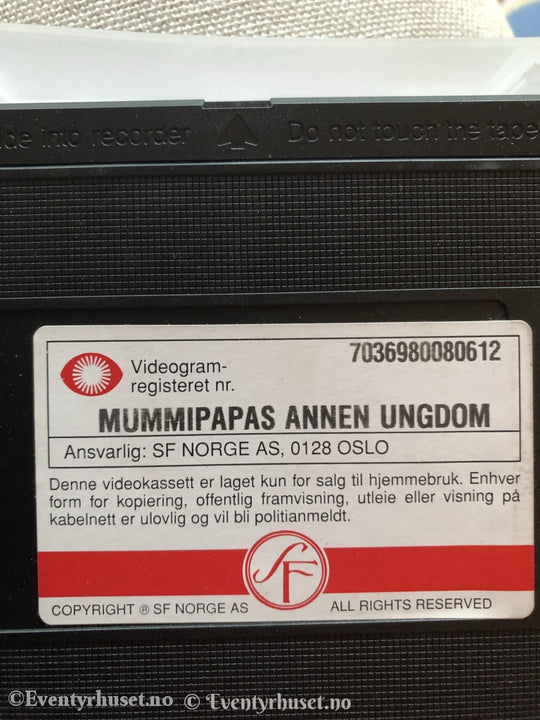 ide into recorder Do not touch the tape
Videogram-
registeret nr.
7036980080612
MUMMIPAPAS ANNEN UNGDOM
Ansvarlig: SF NORGE AS, 0128 OSLO
Denne videokassett er laget kun for salg til hjemmebruk. Enhver
form for kopiering, offentlig framvisning, utleie eller visning på
kabelnett er ulovlig og vil bli politianmeldt.
SF
COPYRIGHT ® SF NORGE AS ALL RIGHTS RESERVED
©Eventyrhuset.no © Eventyrhuset.no